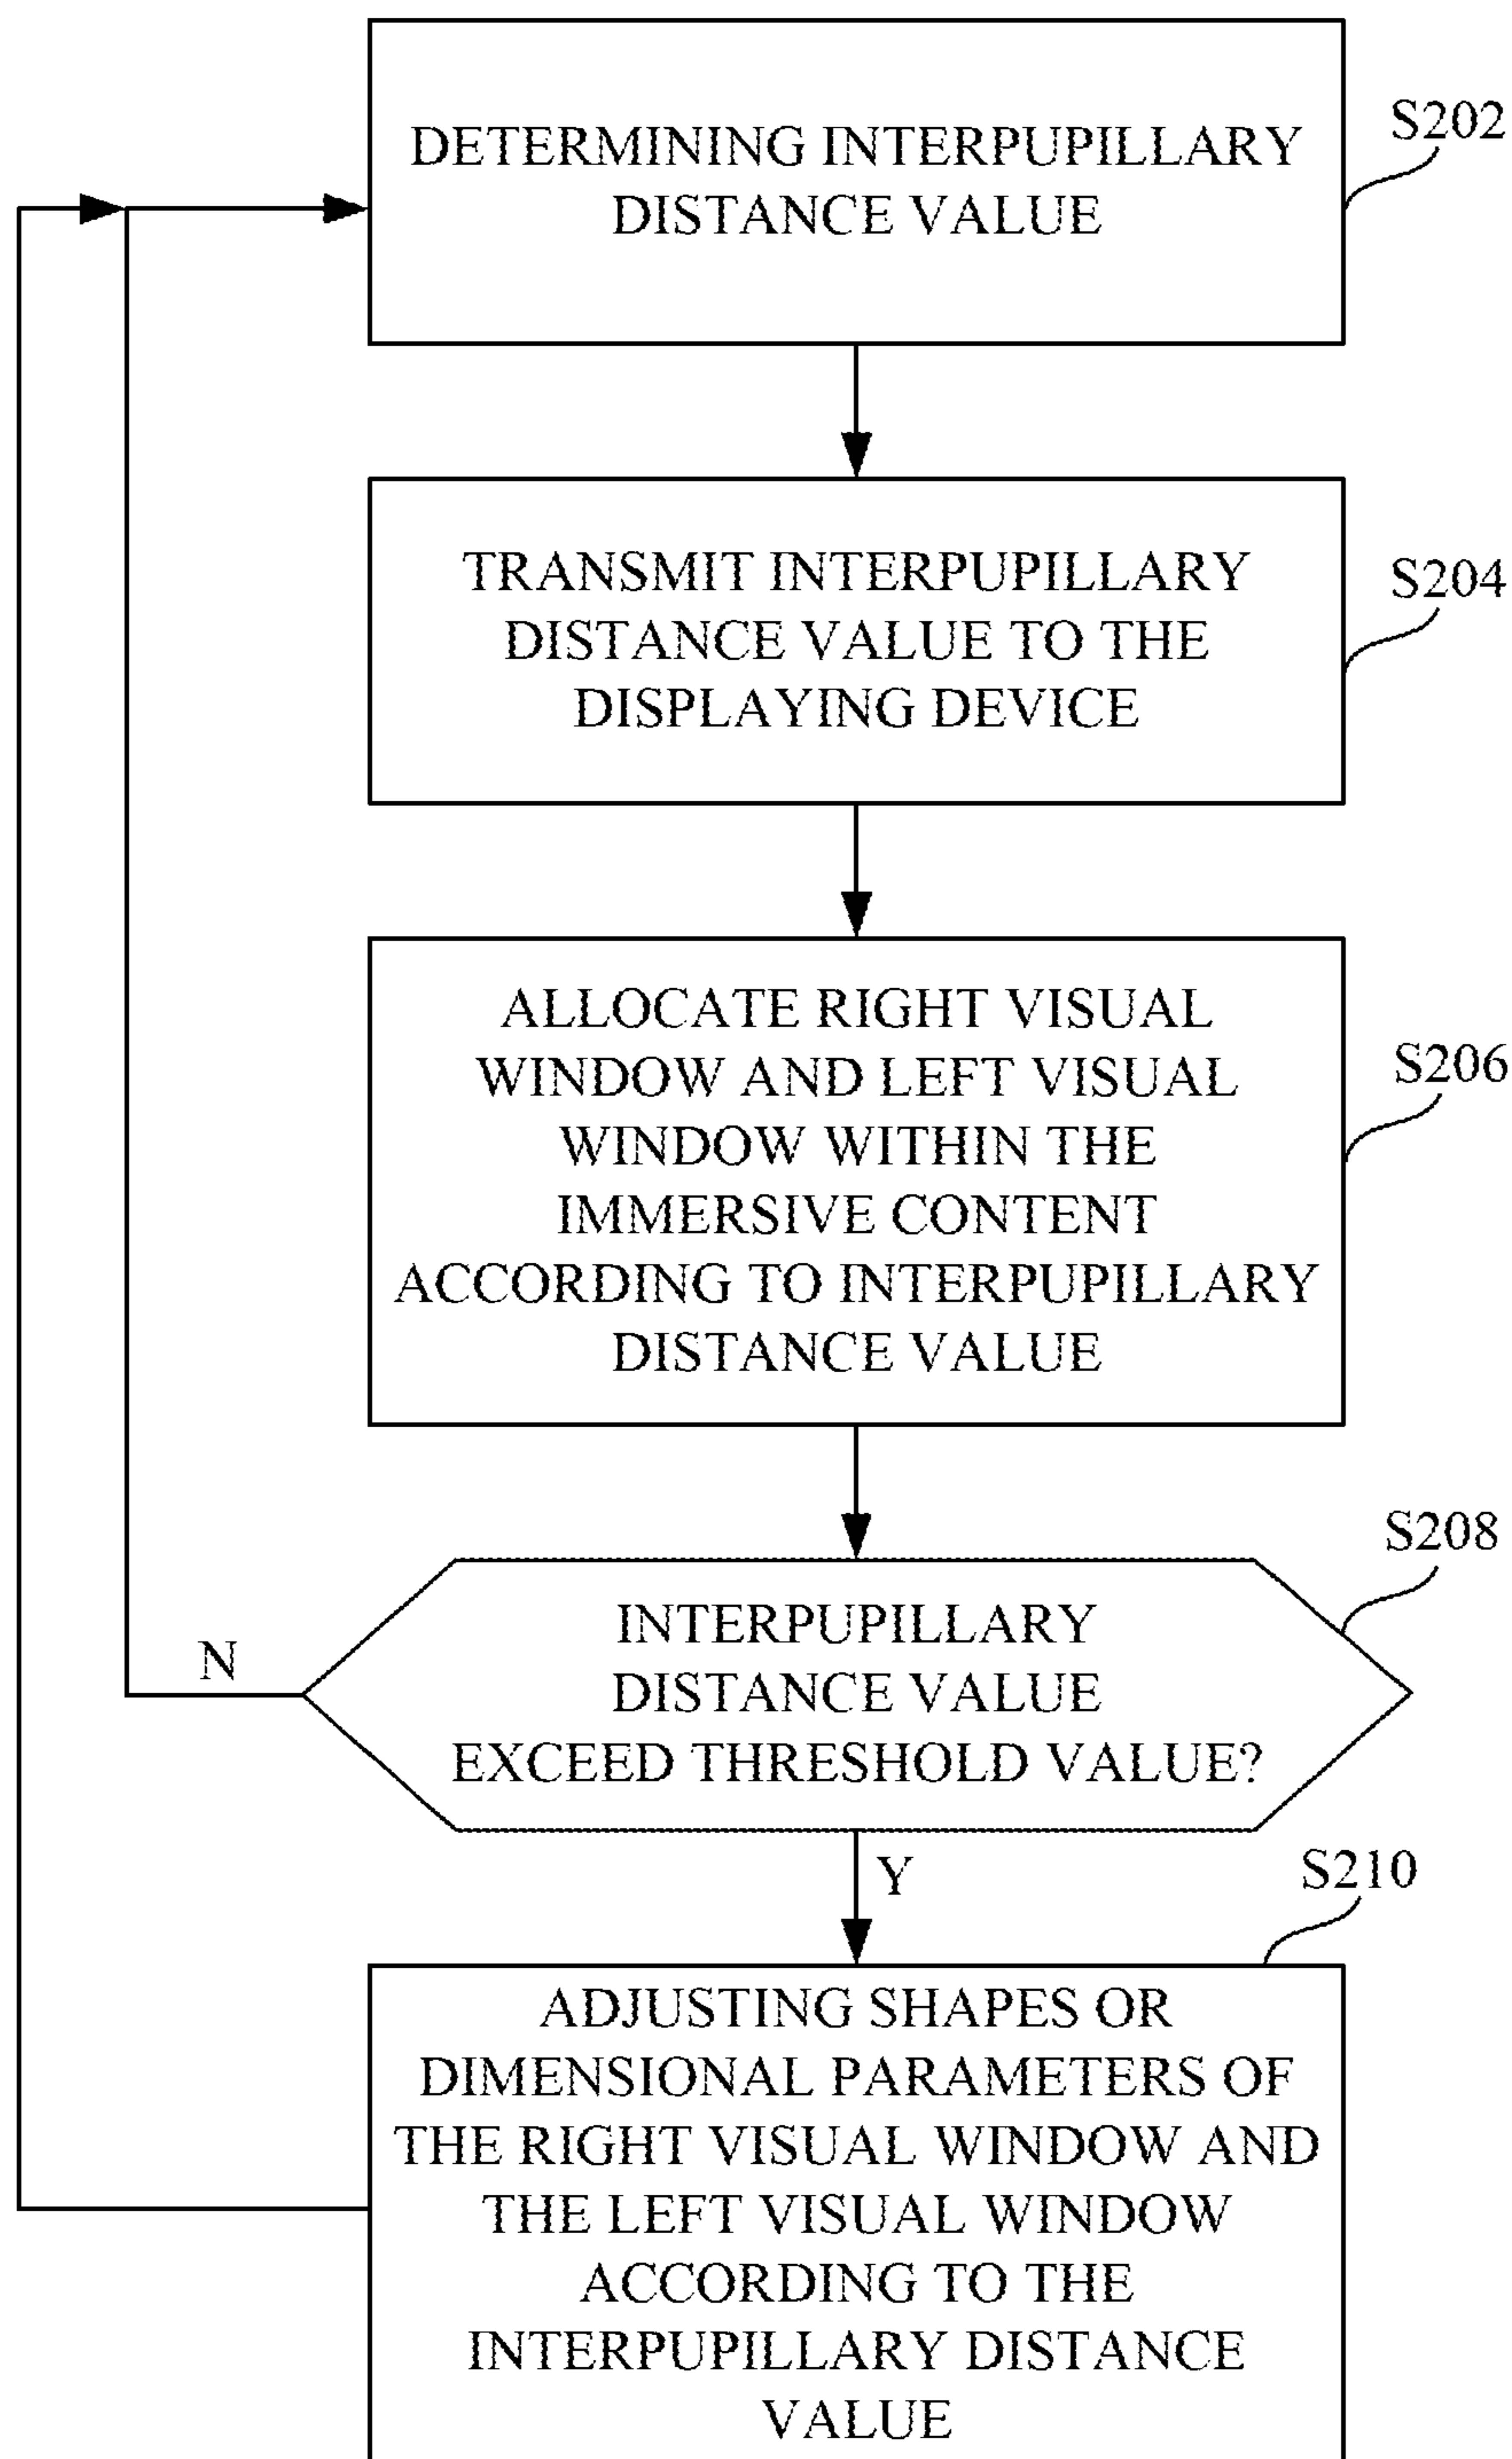 DETERMINING INTERPUPILLARY
DISTANCE VALUE
S202
TRANSMIT INTERPUPILLARY
DISTANCE VALUE TO THE
DISPLAYING DEVICE
S204
ALLOCATE RIGHT VISUAL
WINDOW AND LEFT VISUAL
WINDOW WITHIN THE
IMMERSIVE CONTENT
ACCORDING TO INTERPUPILLARY
DISTANCE VALUE
S206
INTERPUPILLARY
DISTANCE VALUE
EXCEED THRESHOLD VALUE?
S208
N
Y
S210
ADJUSTING SHAPES OR
DIMENSIONAL PARAMETERS OF
THE RIGHT VISUAL WINDOW AND
THE LEFT VISUAL WINDOW
ACCORDING TO THE
INTERPUPILLARY DISTANCE
VALUE